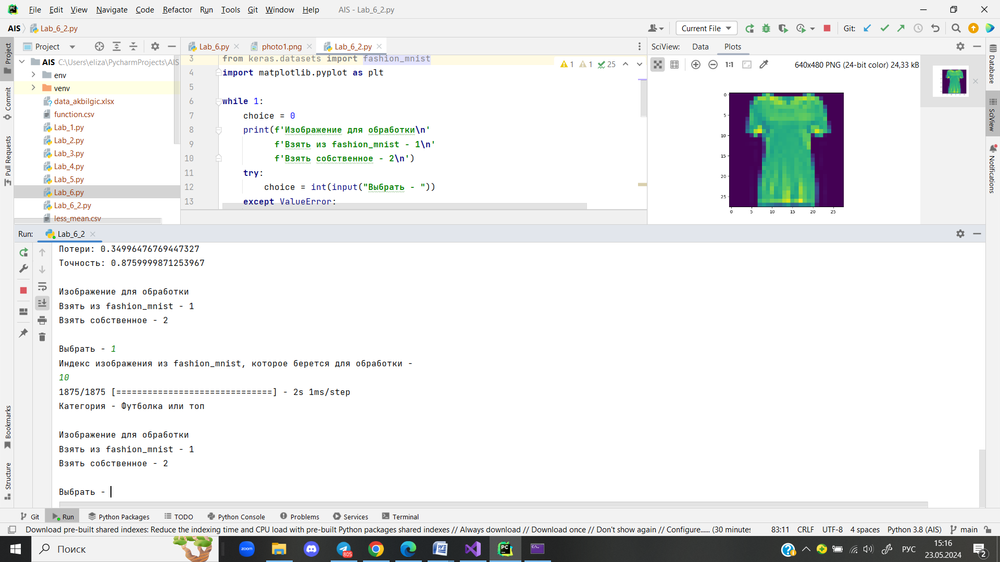 File Edit View Navigate Code Refactor Run Tools Git Window Help AIS - Lab_6_2.py
AIS Lab_6_2.py Current File Git:
Project Lab_6.py photo1.png Lab_6_2.py SciView: Data Plots
AIS C:\Users\eliza\PycharmProjects\AIS
env
venv
data_akbilgic.xlsx
function.csv
Lab_1.py
Lab_2.py
Lab_3.py
Lab_4.py
Lab_5.py
Lab_6.py
Lab_6_2.py
less_mean.csv
3 from keras.datasets import fashion_mnist
4 import matplotlib.pyplot as plt
5
6 while 1:
7 choice = 0
8 print(f'Изображение для обработки\n'
9 f'Взять из fashion_mnist - 1\n'
10 f'Взять собственное - 2\n')
11 try:
12 choice = int(input("Выбрать - "))
13 except ValueError:
1 1 25
1:1 640x480 PNG (24-bit color) 24,33 kB
0
5
10
15
20
25
0 5 10 15 20 25
Project
Commit
Pull Requests
Bookmarks
Structure
Database
SciView
Notifications
Run: Lab_6_2
Потери: 0.34996476769447327
Точность: 0.8759999871253967
Изображение для обработки
Взять из fashion_mnist - 1
Взять собственное - 2
Выбрать - 1
Индекс изображения из fashion_mnist, которое берется для обработки -
10
1875/1875 [==============================] - 2s 1ms/step
Категория - Футболка или топ
Изображение для обработки
Взять из fashion_mnist - 1
Взять собственное - 2
Выбрать -
Git Run Python Packages TODO Python Console Problems Services Terminal
Download pre-built shared indexes: Reduce the indexing time and CPU load with pre-built Python packages shared indexes // Always download // Download once // Don't show again // Configure...... (30 minutes 83:11 CRLF UTF-8 4 spaces Python 3.8 (AIS) main
Поиск zoom 805 PC РУС 15:16
23.05.2024 2